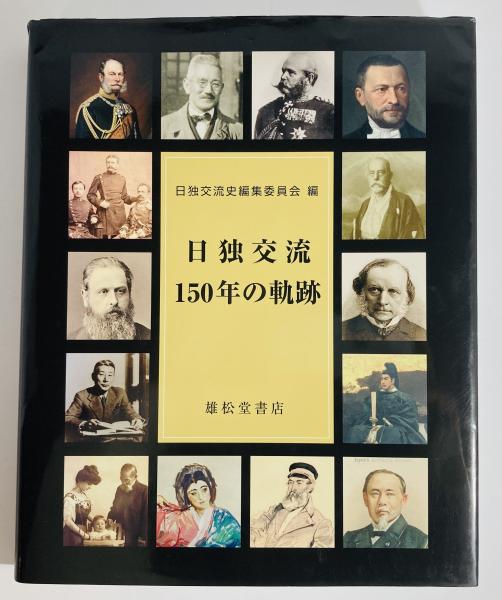 日独交流史編集委員会 編
日独交流
150年の軌跡
雄松堂書店